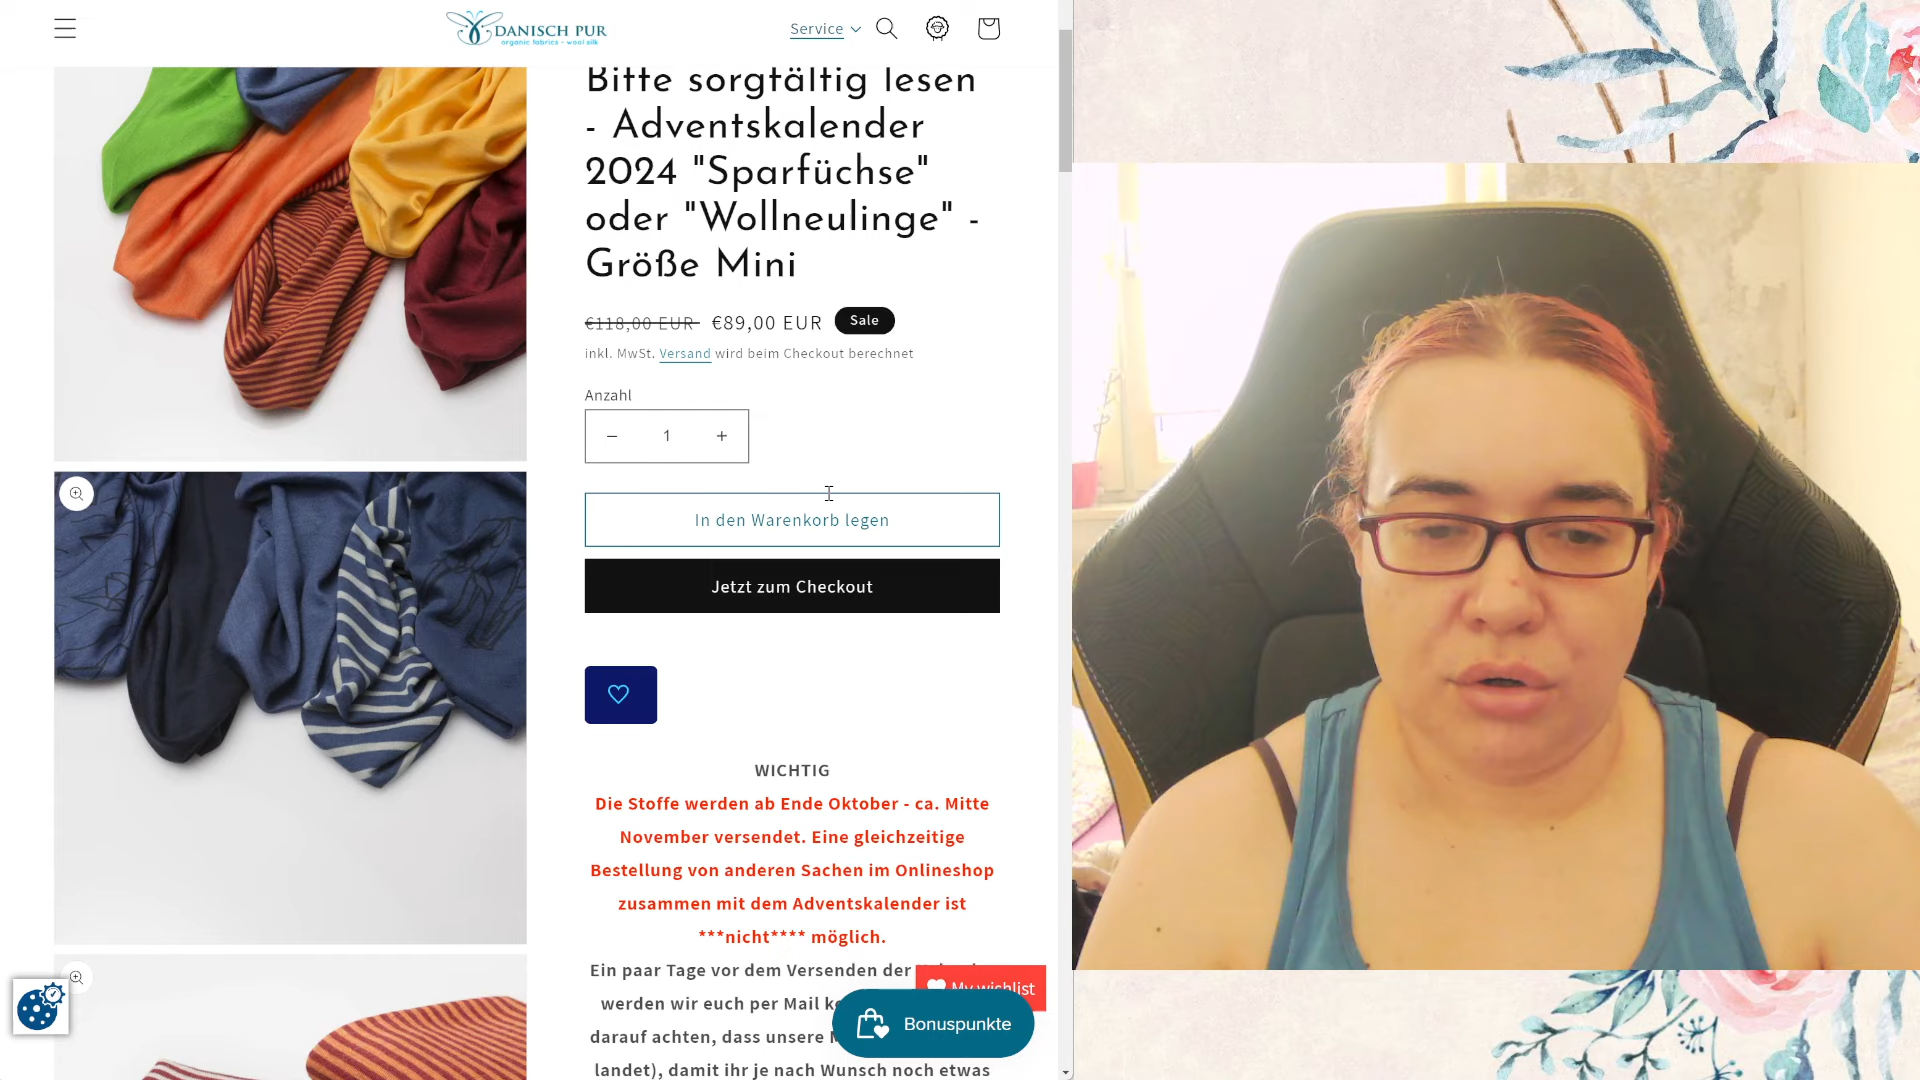 DANISCH PUR
organic fabrics - wool silk
Service
Bitte sorgfältig lesen
- Adventskalender
2024 "Sparfüchse"
oder "Wollneulinge" -
Größe Mini
€118,00 EUR €89,00 EUR Sale
inkl. MwSt. Versand wird beim Checkout berechnet
Anzahl
1
In den Warenkorb legen
Jetzt zum Checkout
WICHTIG
Die Stoffe werden ab Ende Oktober - ca. Mitte
November versendet. Eine gleichzeitige
Bestellung von anderen Sachen im Onlineshop
zusammen mit dem Adventskalender ist
***nicht**** möglich.
Ein paar Tage vor dem Versenden der
My wishlist
werden wir euch per Mail
Bonuspunkte
darauf achten, dass unsere
landet), damit ihr je nach Wunsch noch etwas